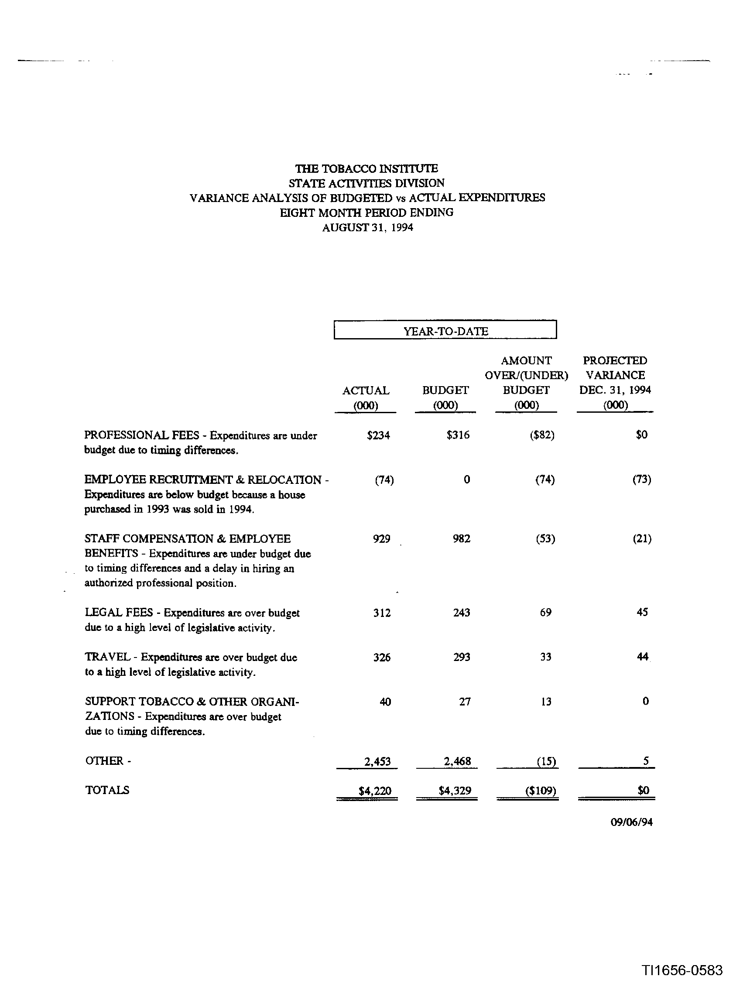 THE TOBACCO INSTITUTE
STATE ACTIVITIES DIVISION
VARIANCE ANALYSIS OF BUDGETED vs ACTUAL EXPENDITURES
EIGHT MONTH PERIOD ENDING
AUGUST 31, 1994
YEAR-TO-DATE
AMOUNT PROJECTED
OVER/(UNDER) VARIANCE
ACTUAL BUDGET BUDGET DEC. 31, 1994
(000) (000) (000) (000)
PROFESSIONAL FEES - Expenditures are under $234 $316 ($82) $0
budget due to timing differences.
EMPLOYEE RECRUITMENT & RELOCATION - (74) 0 (74) (73)
Expenditures are below budget because a house
purchased in 1993 was sold in 1994.
STAFF COMPENSATION & EMPLOYEE 929 982 (53) (21)
BENEFITS - Expenditures are under budget due
to timing differences and a delay in hiring an
authorized professional position.
LEGAL FEES - Expenditures are over budget 312 243 69 45
due to a high level of legislative activity.
TRAVEL - Expenditures are over budget due 326 293 33 44
to a high level of legislative activity.
SUPPORT TOBACCO & OTHER ORGANI- 40 27 13 0
ZATIONS - Expenditures are over budget
due to timing differences.
OTHER - 2,453 2,468 (15) 5
TOTALS $4,220 $4,329 ($109) $0
09/06/94
TI1656-0583